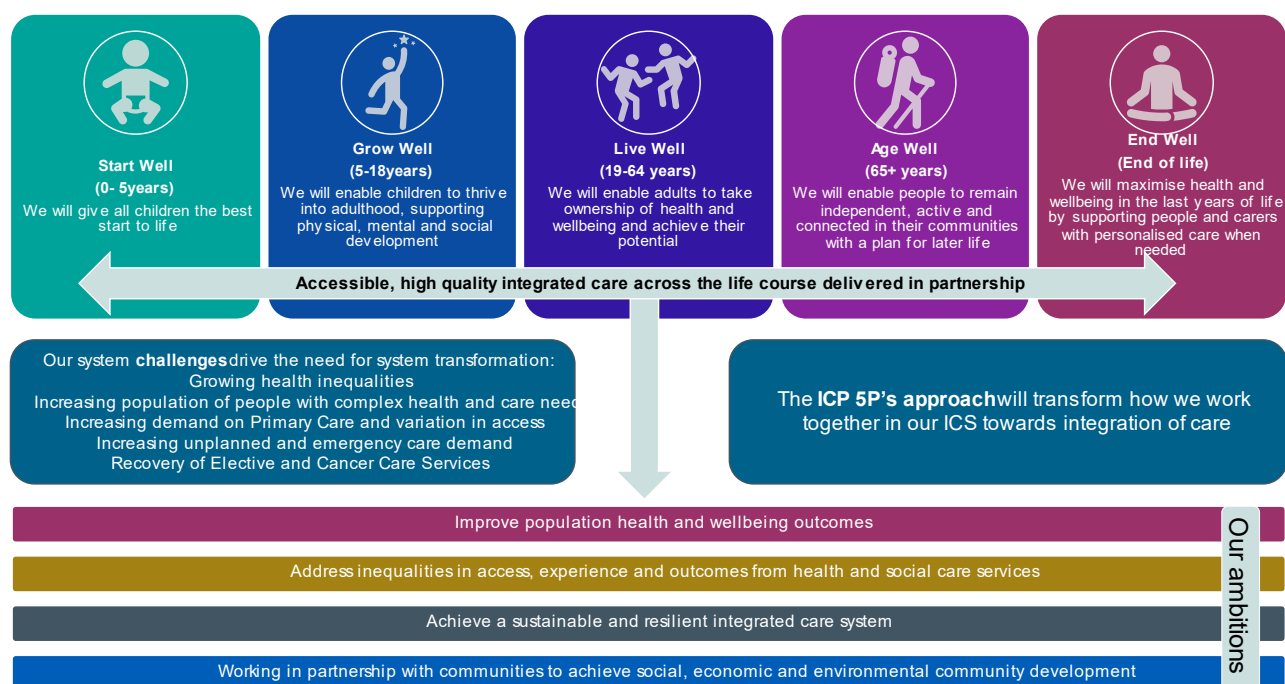 Start Well
(0- 5years)
We will give all children the best
start to life
Grow Well
(5-18years)
We will enable children to thrive
into adulthood, supporting
physical, mental and social
development
Live Well
(19-64 years)
We will enable adults to take
ownership of health and
wellbeing and achieve their
potential
Age Well
(65+ years)
We will enable people to remain
independent, active and
connected in their communities
with a plan for later life
End Well
(End of life)
We will maximise health and
wellbeing in the last years of life
by supporting people and carers
with personalised care when
needed
Accessible, high quality integrated care across the life course delivered in partnership
Our system challenges drive the need for system transformation:
Growing health inequalities
Increasing population of people with complex health and care need
Increasing demand on Primary Care and variation in access
Increasing unplanned and emergency care demand
Recovery of Elective and Cancer Care Services
The ICP 5P's approach will transform how we work
together in our ICS towards integration of care
Improve population health and wellbeing outcomes
Address inequalities in access, experience and outcomes from health and social care services
Achieve a sustainable and resilient integrated care system
Working in partnership with communities to achieve social, economic and environmental community development
Our ambitions